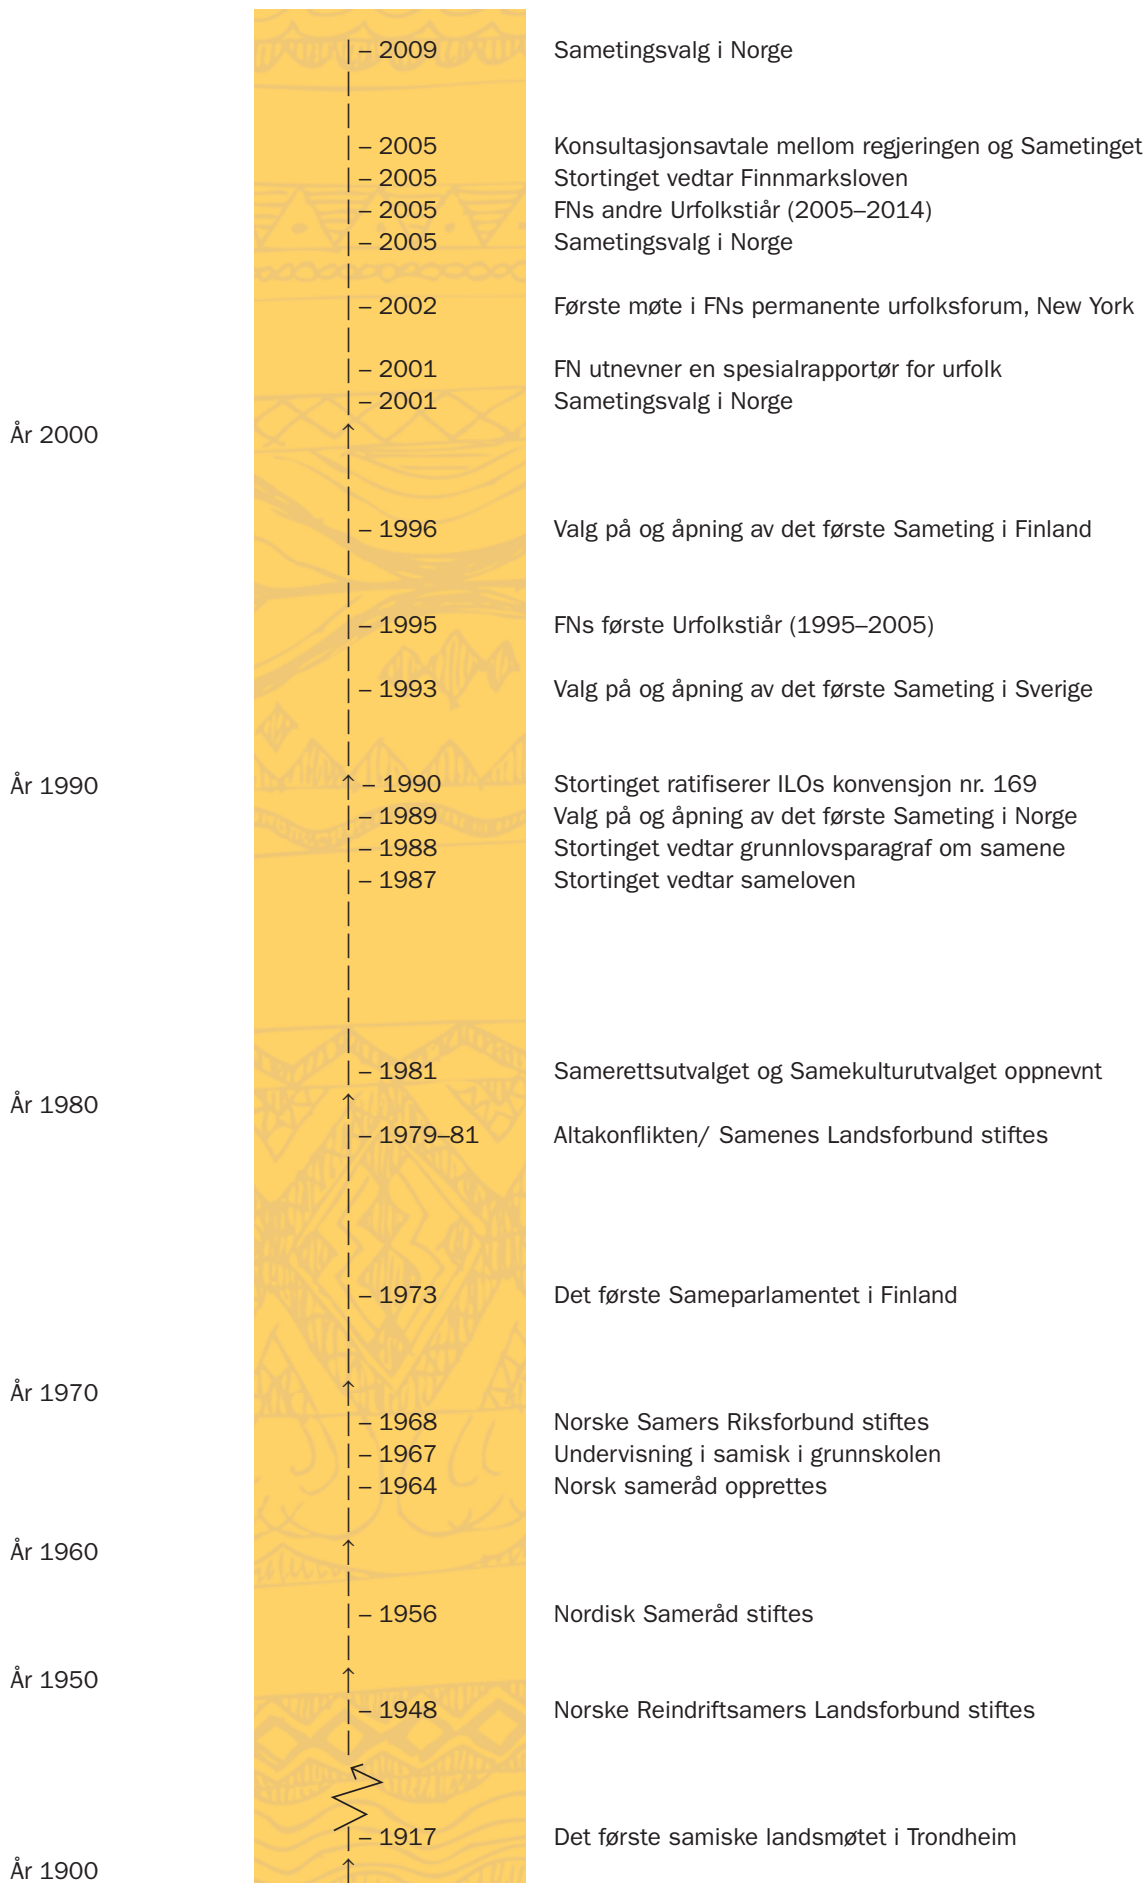 – 2009 Sametingsvalg i Norge
– 2005 Konsultasjonsavtale mellom regjeringen og Sametinget
– 2005 Stortinget vedtar Finnmarksloven
– 2005 FNs andre Urfolkstiår (2005–2014)
– 2005 Sametingsvalg i Norge
– 2002 Første møte i FNs permanente urfolksforum, New York
– 2001 FN utnevner en spesialrapportør for urfolk
– 2001 Sametingsvalg i Norge
År 2000
– 1996 Valg på og åpning av det første Sameting i Finland
– 1995 FNs første Urfolkstiår (1995–2005)
– 1993 Valg på og åpning av det første Sameting i Sverige
År 1990 – 1990 Stortinget ratifiserer ILOs konvensjon nr. 169
– 1989 Valg på og åpning av det første Sameting i Norge
– 1988 Stortinget vedtar grunnlovsparagraf om samene
– 1987 Stortinget vedtar sameloven
– 1981 Samerettsutvalget og Samekulturutvalget oppnevnt
År 1980
– 1979–81 Altakonflikten/ Samenes Landsforbund stiftes
– 1973 Det første Sameparlamentet i Finland
År 1970
– 1968 Norske Samers Riksforbund stiftes
– 1967 Undervisning i samisk i grunnskolen
– 1964 Norsk sameråd opprettes
År 1960
– 1956 Nordisk Sameråd stiftes
År 1950
– 1948 Norske Reindriftsamers Landsforbund stiftes
– 1917 Det første samiske landsmøtet i Trondheim
År 1900